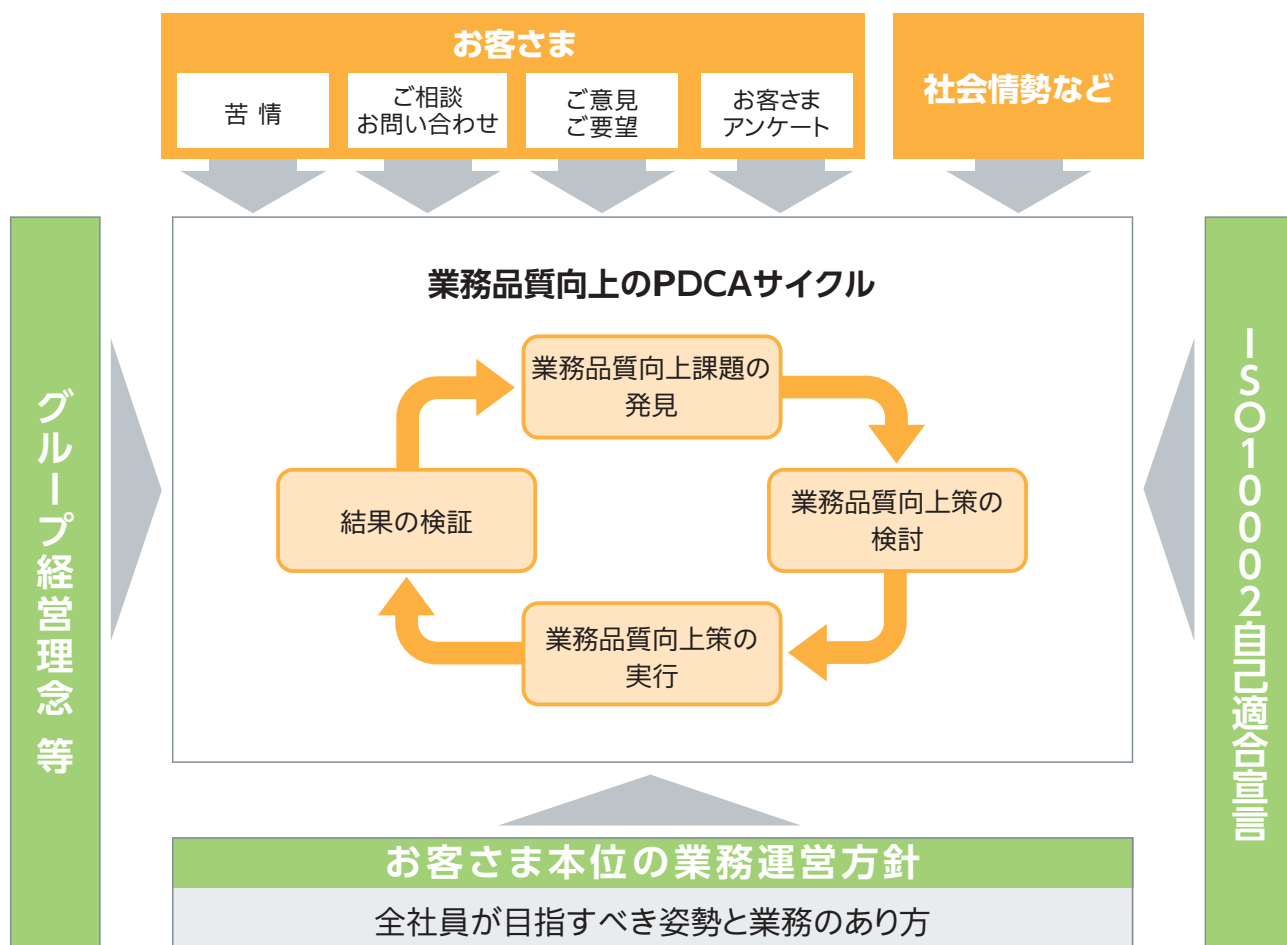 お客さま
苦 情
ご相談
お問い合わせ
ご意見
ご要望
お客さま
アンケート
社会情勢など
グループ経営理念 等
業務品質向上のPDCAサイクル
業務品質向上課題の
発見
業務品質向上策の
検討
業務品質向上策の
実行
結果の検証
ISO10002自己適合宣言
お客さま本位の業務運営方針
全社員が目指すべき姿勢と業務のあり方